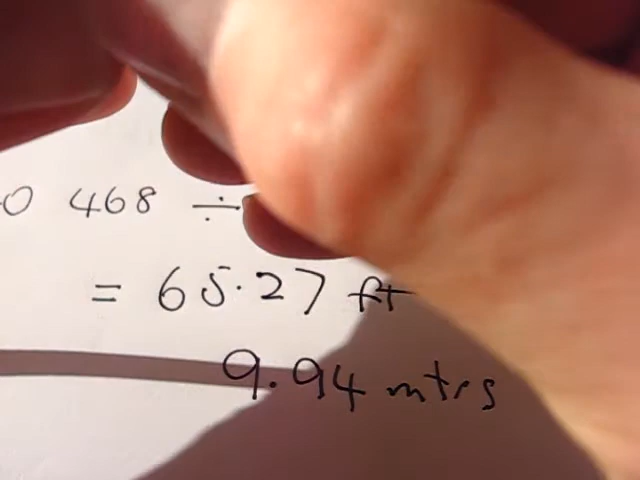 0 468 ÷
= 65.27 ft
9.94 mtrs